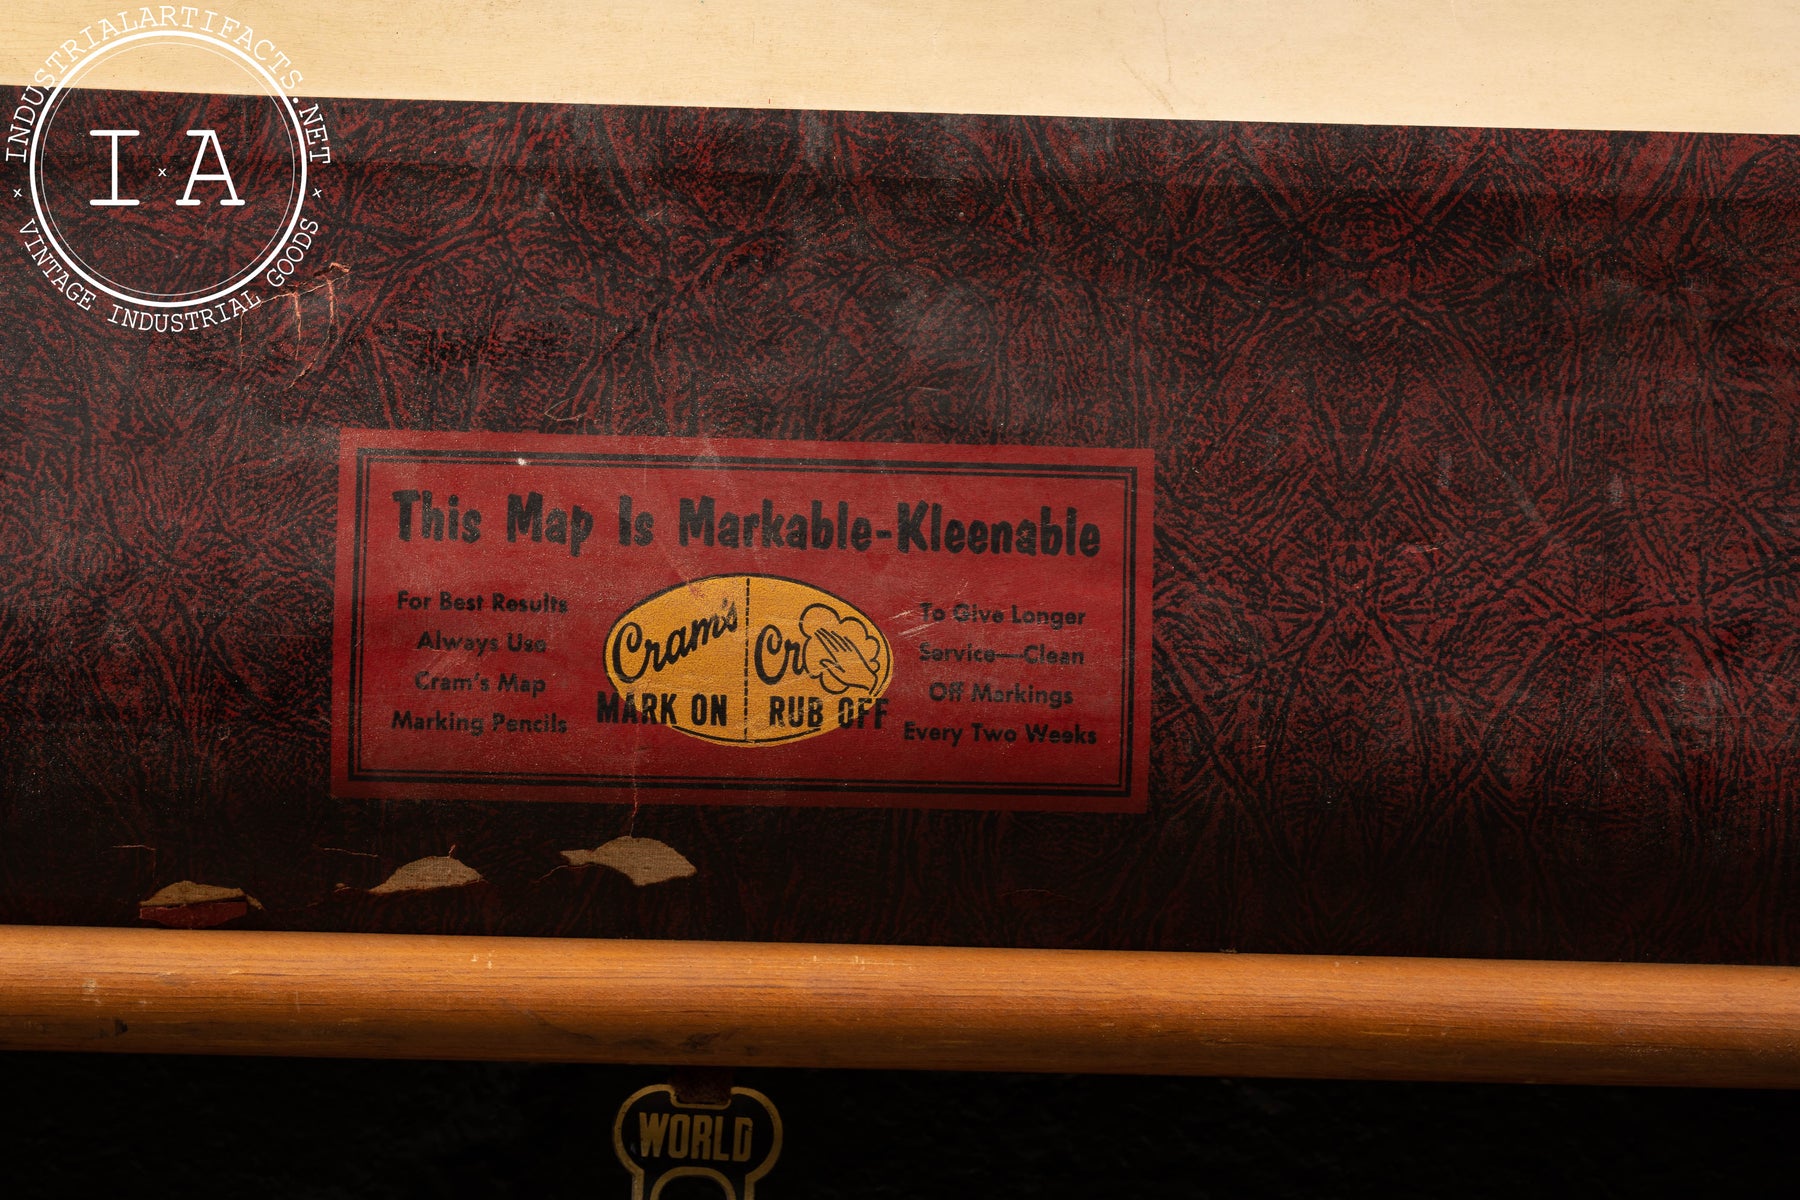 INDUSTRIALARTIFACTS.NET
I x A
x VINTAGE INDUSTRIAL GOODS x
This Map Is Markable-Kleenable
For Best Results
Always Use
Cram's Map
Marking Pencils
Cram's
MARK ON
Cr
RUB OFF
To Give Longer
Service—Clean
Off Markings
Every Two Weeks
WORLD